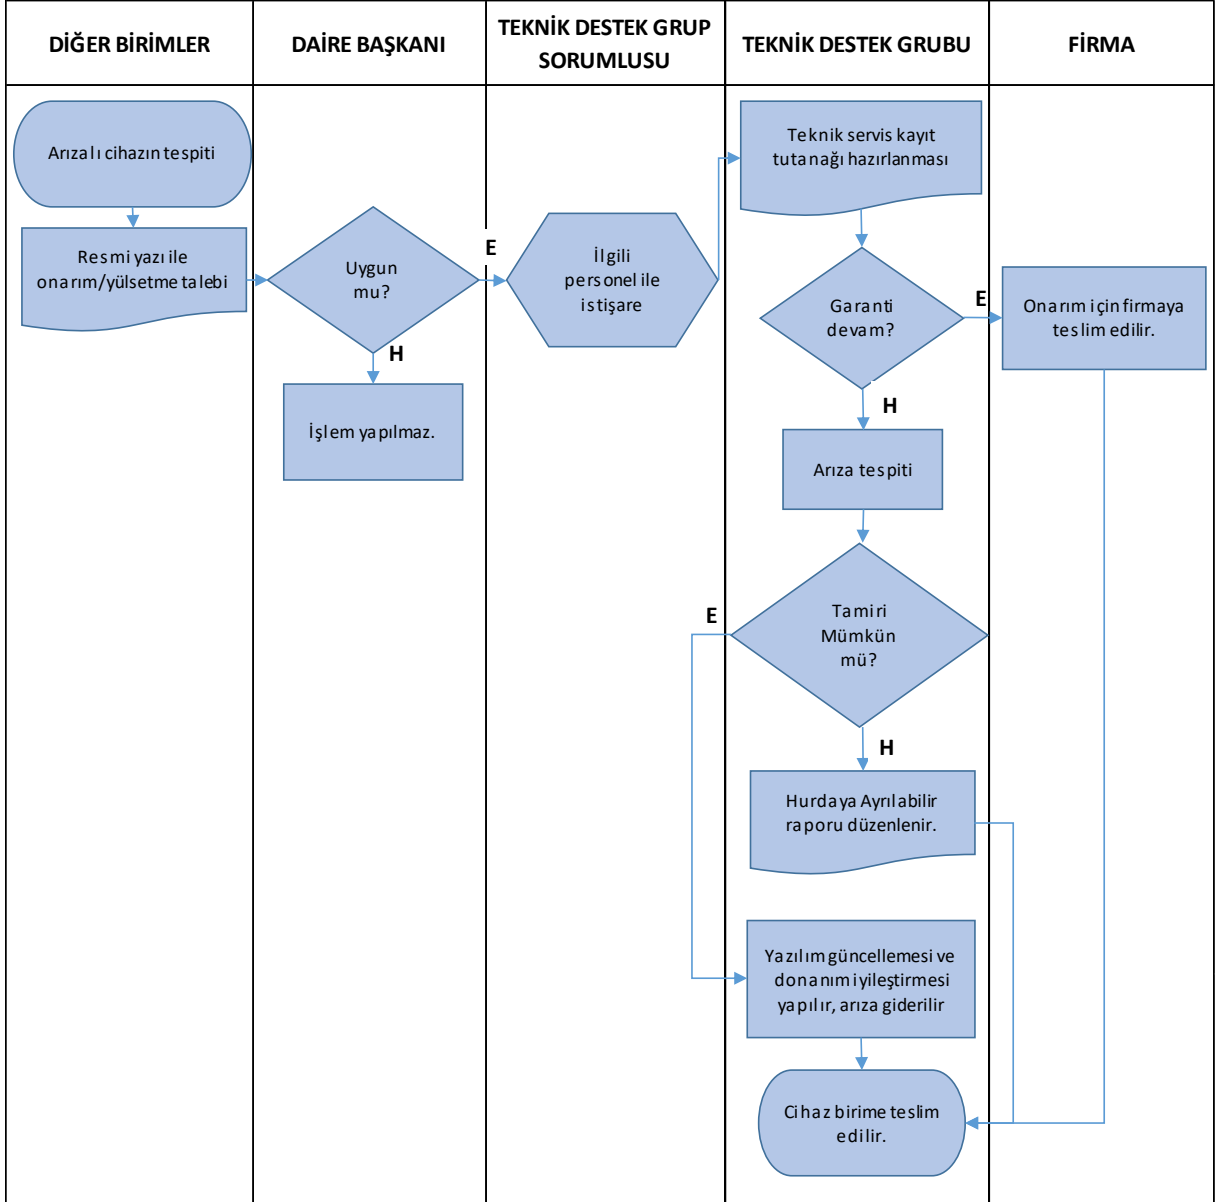 DİĞER BİRİMLER
DAİRE BAŞKANI
TEKNİK DESTEK GRUP
SORUMLUSU
TEKNİK DESTEK GRUBU
FİRMA
Arızalı cihazın tespiti
Resmi yazı ile
onarım/yülsetme talebi
Uygun
mu?
E
H
İşlem yapılmaz.
İlgili
personel ile
istişare
Teknik servis kayıt
tutanağı hazırlanması
Garanti
devam?
E
Onarım için firmaya
teslim edilir.
H
Arıza tespiti
Tamiri
Mümkün
mü?
E
H
Hurdaya Ayrılabilir
raporu düzenlenir.
Yazılım güncellemesi ve
donanım iyileştirmesi
yapılır, arıza giderilir
Cihaz birime teslim
edilir.